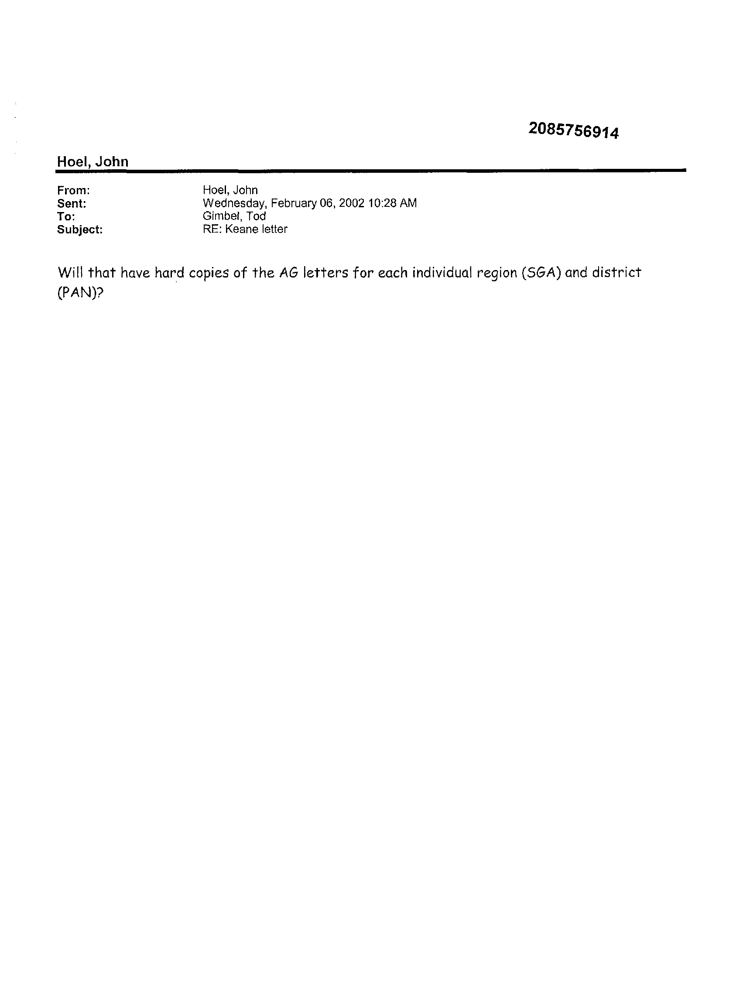 2085756914
Hoel, John
From: Hoel, John
Sent: Wednesday, February 06, 2002 10:28 AM
To: Gimbel, Tod
Subject: RE: Keane letter
Will that have hard copies of the AG letters for each individual region (SGA) and district
(PAN)?